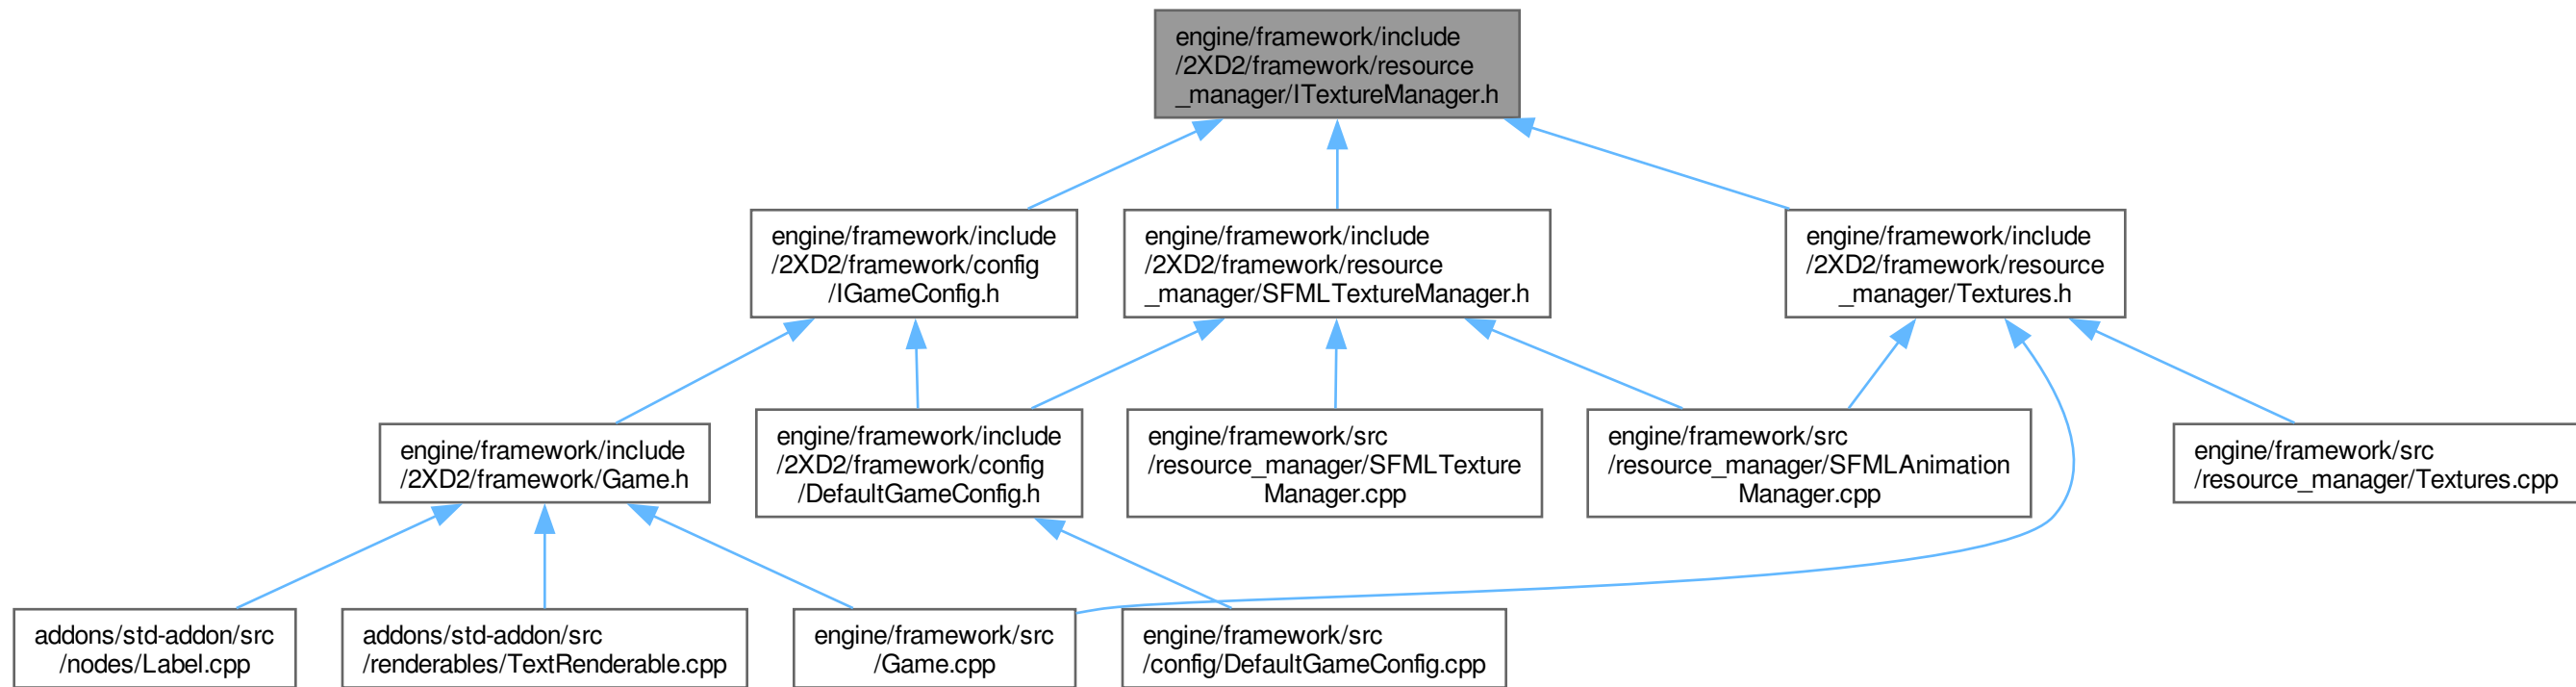 engine/framework/include
/2XD2/framework/resource
_manager/ITextureManager.h
engine/framework/include
/2XD2/framework/config
/IGameConfig.h
engine/framework/include
/2XD2/framework/resource
_manager/SFMLTextureManager.h
engine/framework/include
/2XD2/framework/resource
_manager/Textures.h
engine/framework/include
/2XD2/framework/Game.h
engine/framework/include
/2XD2/framework/config
/DefaultGameConfig.h
engine/framework/src
/resource_manager/SFMLTexture
Manager.cpp
engine/framework/src
/resource_manager/SFMLAnimation
Manager.cpp
engine/framework/src
/resource_manager/Textures.cpp
addons/std-addon/src
/nodes/Label.cpp
addons/std-addon/src
/renderables/TextRenderable.cpp
engine/framework/src
/Game.cpp
engine/framework/src
/config/DefaultGameConfig.cpp